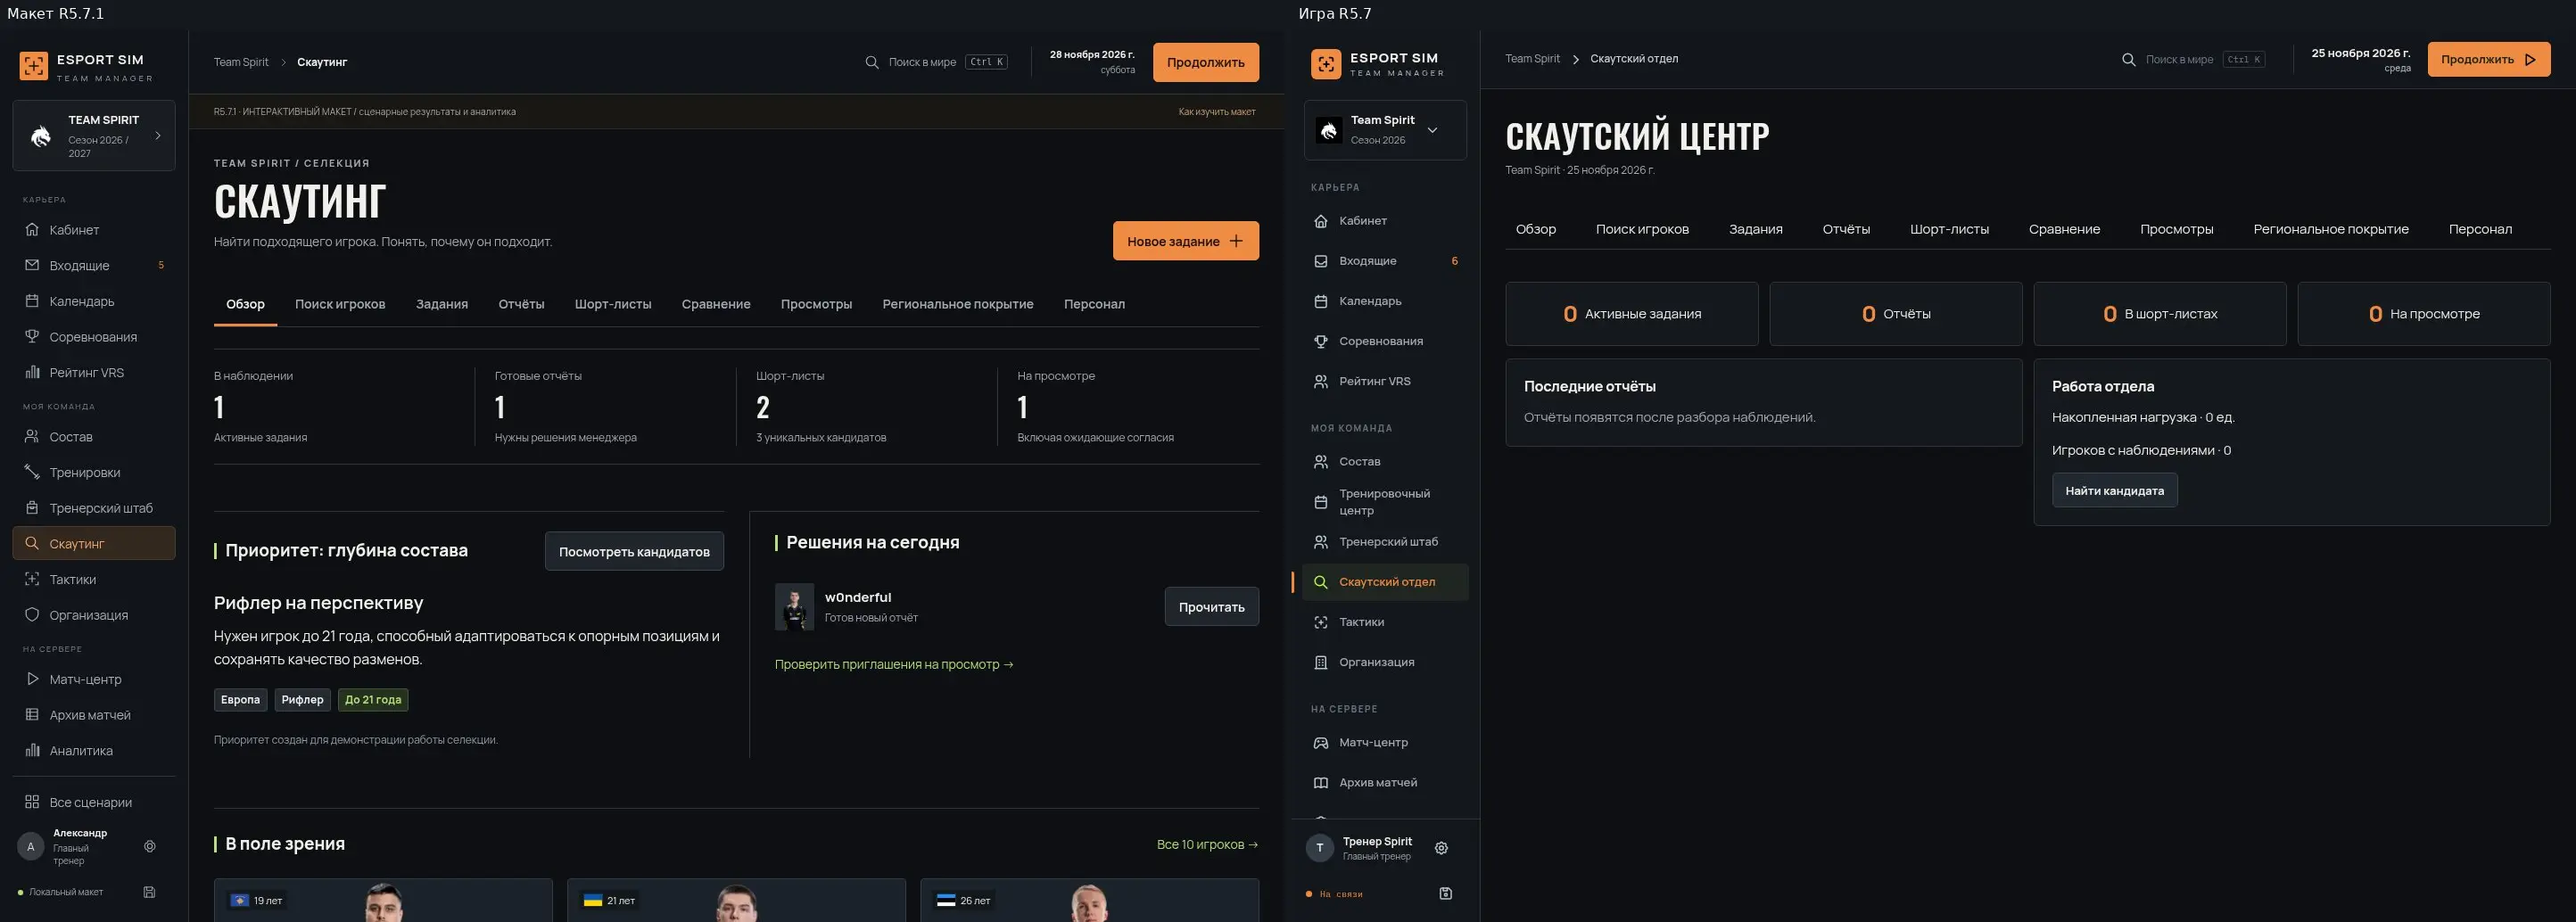 Макет R5.7.1
ESPORT SIM
TEAM MANAGER
TEAM SPIRIT
Сезон 2026 /
2027
КАРЬЕРА
Кабинет
Входящие 5
Календарь
Соревнования
Рейтинг VRS
МОЯ КОМАНДА
Состав
Тренировки
Тренерский штаб
Скаутинг
Тактики
Организация
НА СЕРВЕРЕ
Матч-центр
Архив матчей
Аналитика
Все сценарии
А
Александр
Главный
тренер
Локальный макет
Team Spirit > Скаутинг
Поиск в мире Ctrl K
28 ноября 2026 г.
суббота
Продолжить
R5.7.1 · ИНТЕРАКТИВНЫЙ МАКЕТ / сценарные результаты и аналитика
Как изучить макет
TEAM SPIRIT / СЕЛЕКЦИЯ
СКАУТИНГ
Найти подходящего игрока. Понять, почему он подходит.
Новое задание +
Обзор Поиск игроков Задания Отчёты Шорт-листы Сравнение Просмотры Региональное покрытие Персонал
В наблюдении
1
Активные задания
Готовые отчёты
1
Нужны решения менеджера
Шорт-листы
2
3 уникальных кандидатов
На просмотре
1
Включая ожидающие согласия
Приоритет: глубина состава
Посмотреть кандидатов
Рифлер на перспективу
Нужен игрок до 21 года, способный адаптироваться к опорным позициям и
сохранять качество разменов.
Европа Рифлер До 21 года
Приоритет создан для демонстрации работы селекции.
Решения на сегодня
w0nderful
Готов новый отчёт
Прочитать
Проверить приглашения на просмотр →
В поле зрения
Все 10 игроков →
19 лет
21 лет
26 лет
Игра R5.7
ESPORT SIM
TEAM MANAGER
Team Spirit
Сезон 2026
КАРЬЕРА
Кабинет
Входящие 6
Календарь
Соревнования
Рейтинг VRS
МОЯ КОМАНДА
Состав
Тренировочный
центр
Тренерский штаб
Скаутский отдел
Тактики
Организация
НА СЕРВЕРЕ
Матч-центр
Архив матчей
Т
Тренер Spirit
Главный тренер
На связи
Team Spirit > Скаутский отдел
Поиск в мире Ctrl K
25 ноября 2026 г.
среда
Продолжить
СКАУТСКИЙ ЦЕНТР
Team Spirit · 25 ноября 2026 г.
Обзор Поиск игроков Задания Отчёты Шорт-листы Сравнение Просмотры Региональное покрытие Персонал
0 Активные задания
0 Отчёты
0 В шорт-листах
0 На просмотре
Последние отчёты
Отчёты появятся после разбора наблюдений.
Работа отдела
Накопленная нагрузка · 0 ед.
Игроков с наблюдениями · 0
Найти кандидата